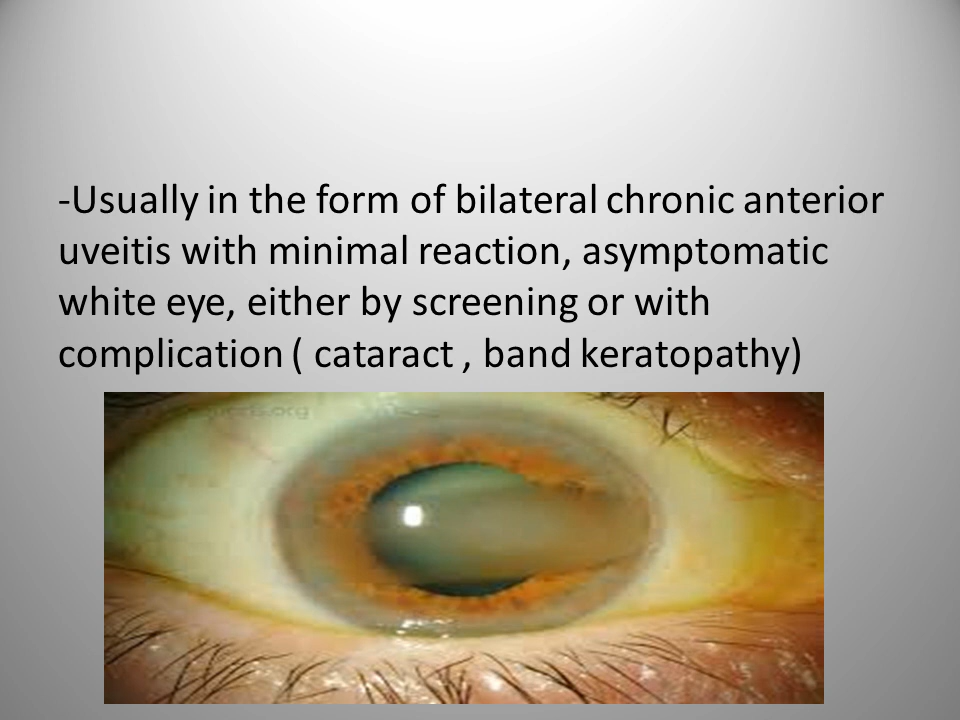 -Usually in the form of bilateral chronic anterior
uveitis with minimal reaction, asymptomatic
white eye, either by screening or with
complication ( cataract , band keratopathy)